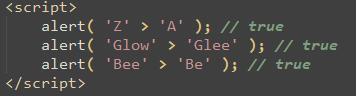 <script>
alert( 'Z' > 'A' ); // true
alert( 'Glow' > 'Glee' ); // true
alert( 'Bee' > 'Be' ); // true
</script>